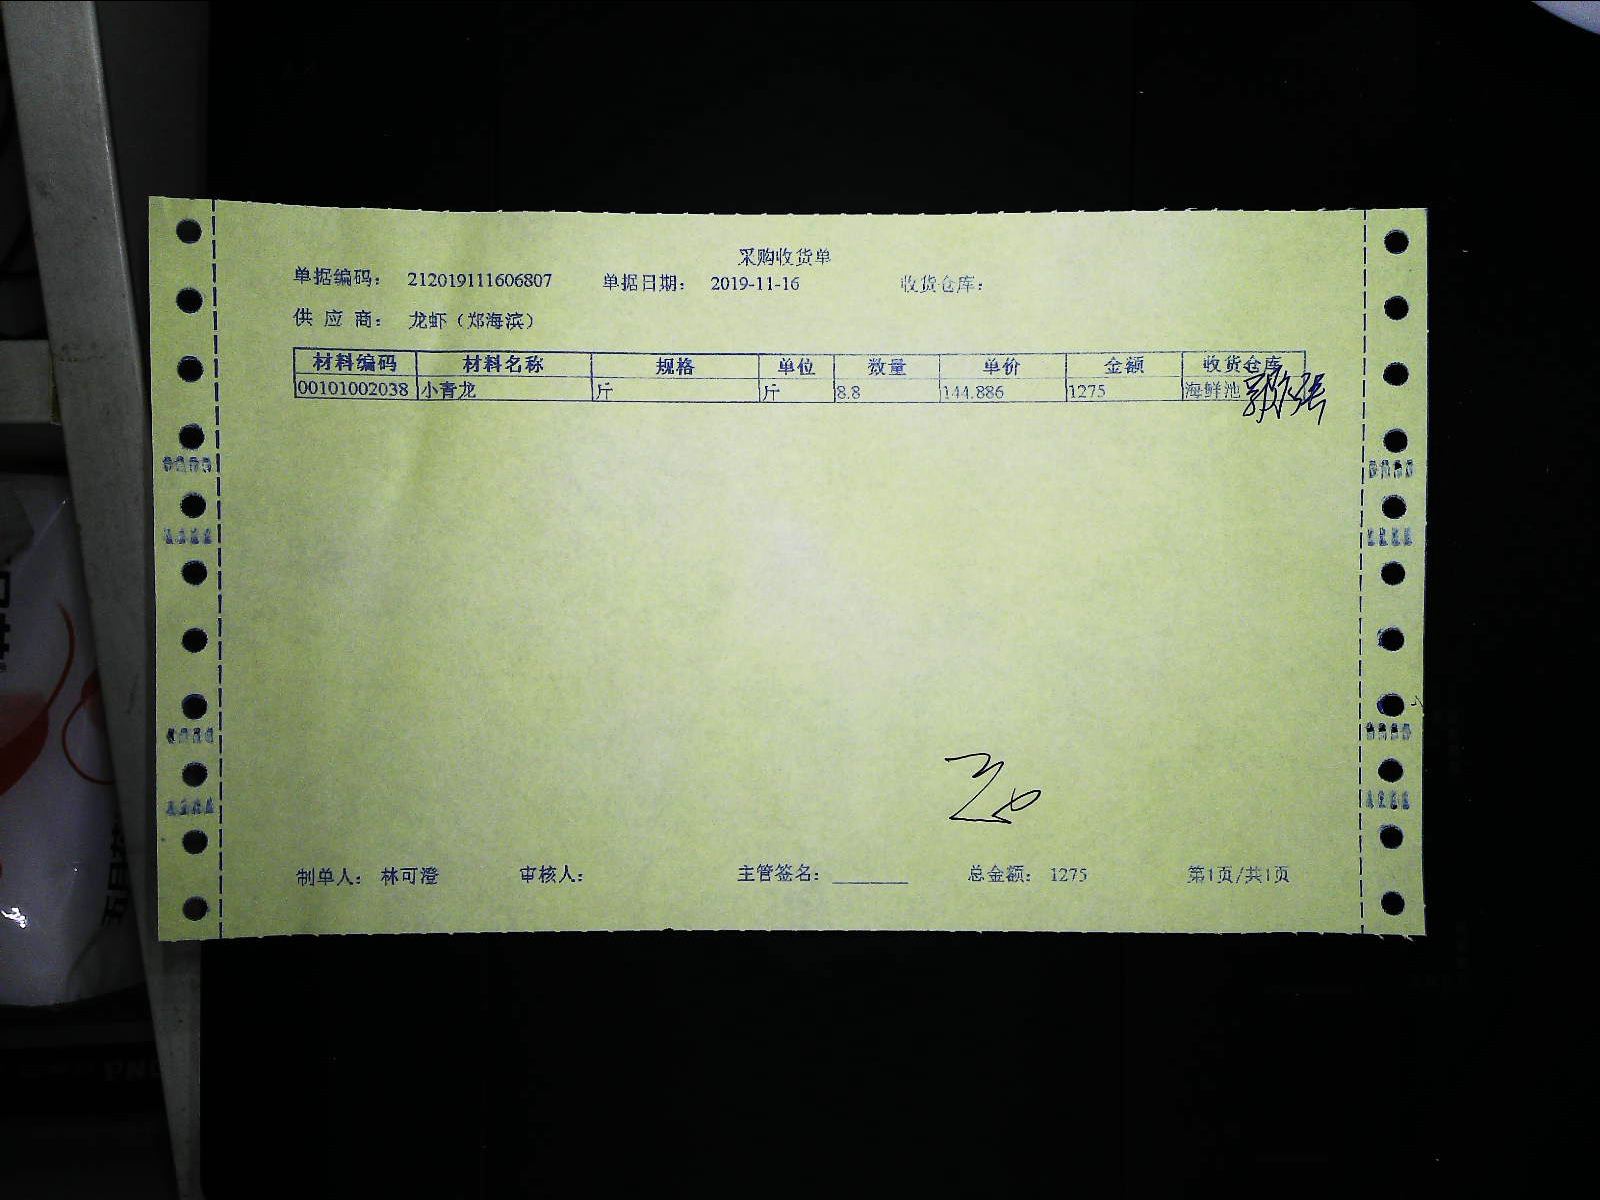 采购收货单
单据编码： 212019111606807 单据日期： 2019-11-16 收货仓库：
供 应 商： 龙虾（郑海滨）
材料编码 材料名称 规格 单位 数量 单价 金额 收货仓库
00101002038 小青龙 斤 斤 8.8 144.886 1275 海鲜池
制单人： 林可澄 审核人： 主管签名： 总金额： 1275 第1页/共1页